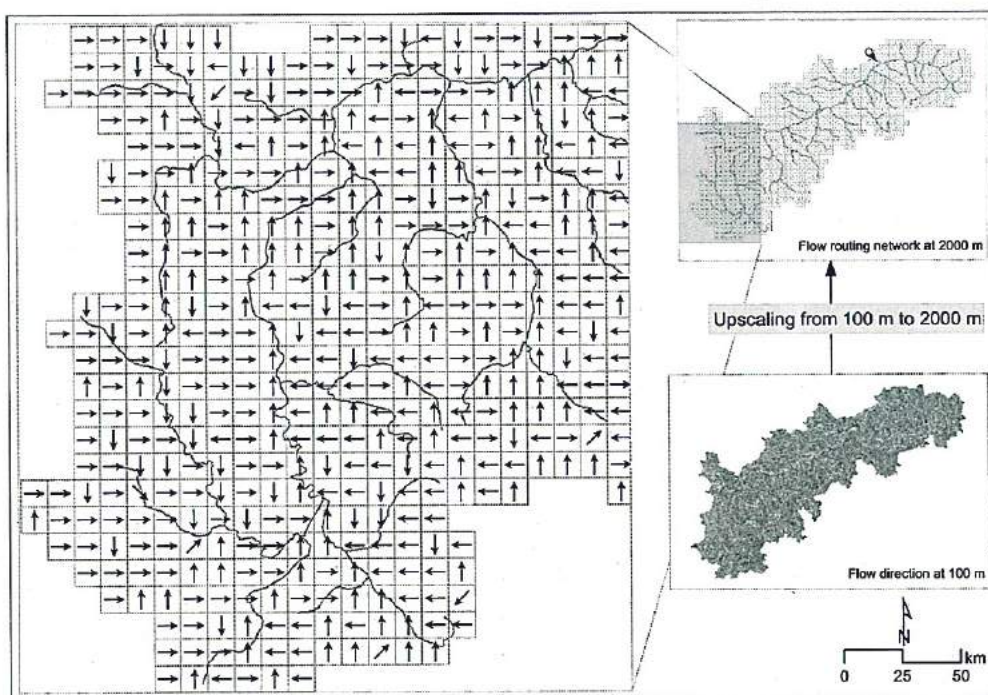 Flow routing network at 2000 m
Upscaling from 100 m to 2000 m
Flow direction at 100 m
N
0 25 50 km